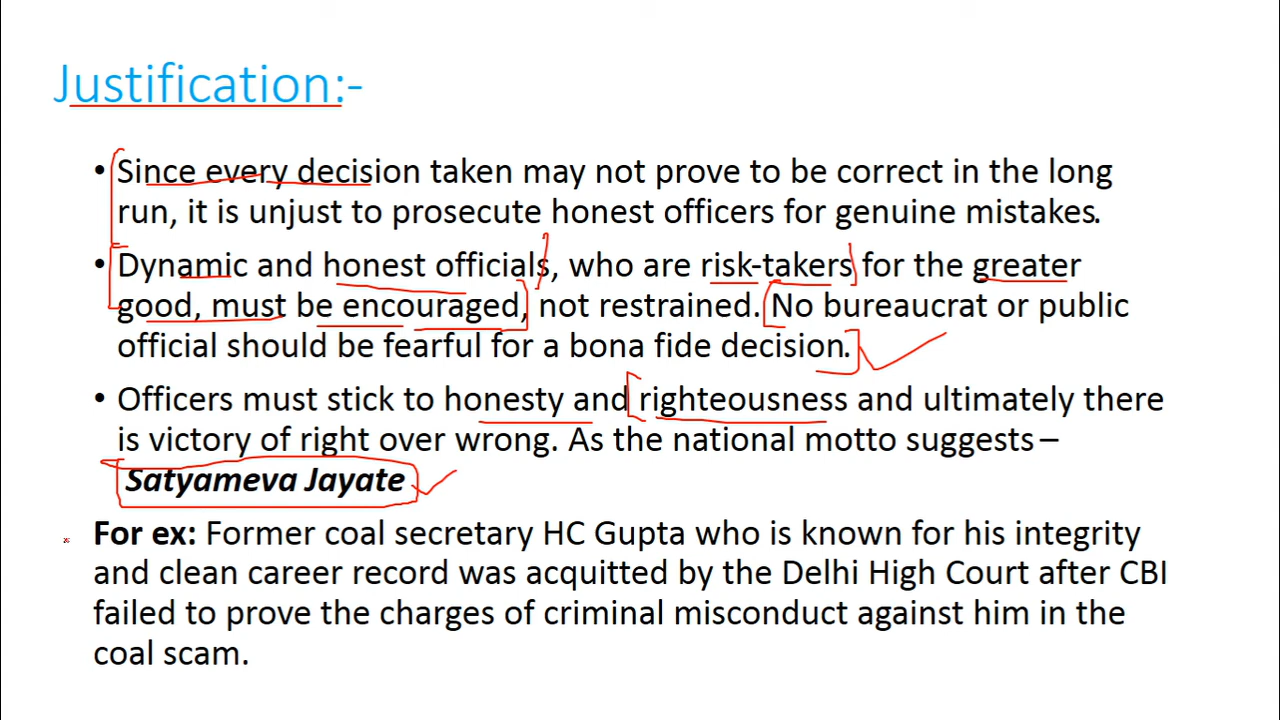 Justification:-
• Since every decision taken may not prove to be correct in the long
run, it is unjust to prosecute honest officers for genuine mistakes.
• Dynamic and honest officials, who are risk-takers for the greater
good, must be encouraged, not restrained. No bureaucrat or public
official should be fearful for a bona fide decision.
• Officers must stick to honesty and righteousness and ultimately there
is victory of right over wrong. As the national motto suggests –
Satyameva Jayate
For ex: Former coal secretary HC Gupta who is known for his integrity
and clean career record was acquitted by the Delhi High Court after CBI
failed to prove the charges of criminal misconduct against him in the
coal scam.